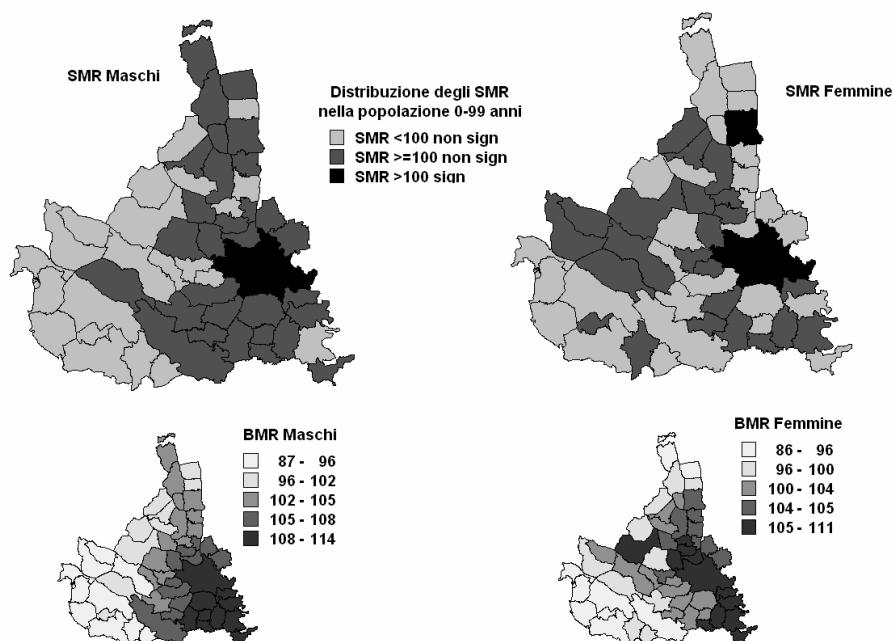 SMR Maschi
Distribuzione degli SMR
nella popolazione 0-99 anni
SMR <100 non sign
SMR >=100 non sign
SMR >100 sign
SMR Femmine
BMR Maschi
87 - 96
96 - 102
102 - 105
105 - 108
108 - 114
BMR Femmine
86 - 96
96 - 100
100 - 104
104 - 105
105 - 111